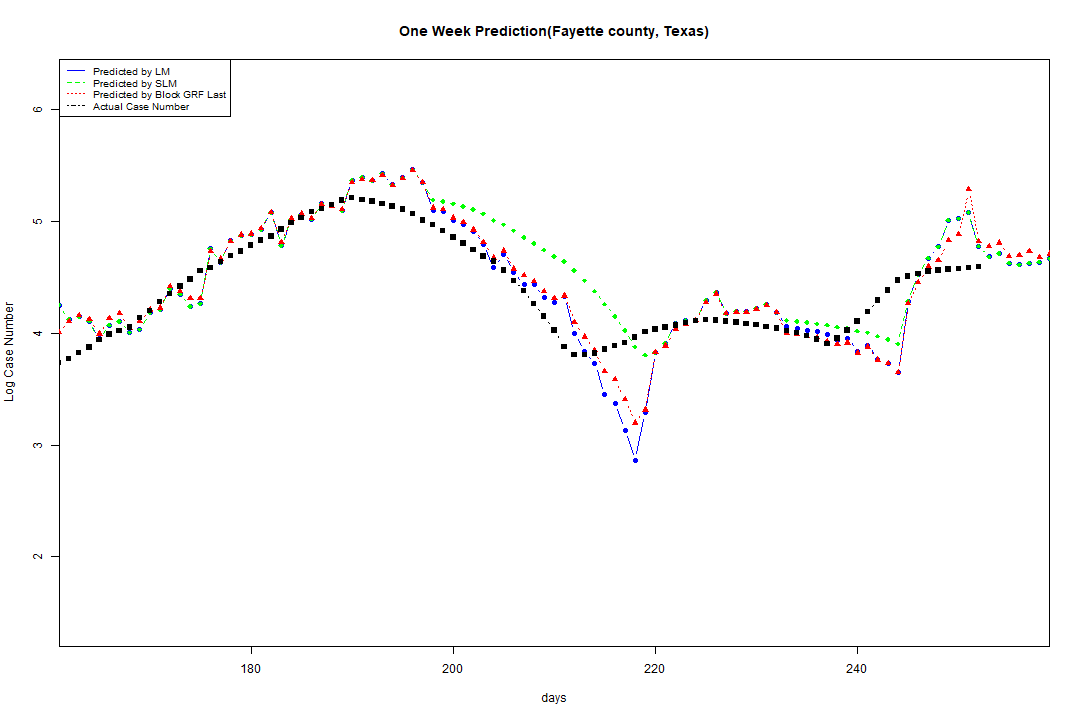 One Week Prediction(Fayette county, Texas)
Predicted by LM
Predicted by SLM
Predicted by Block GRF Last
Actual Case Number
6
5
4
3
2
Log Case Number
180 200 220 240
days